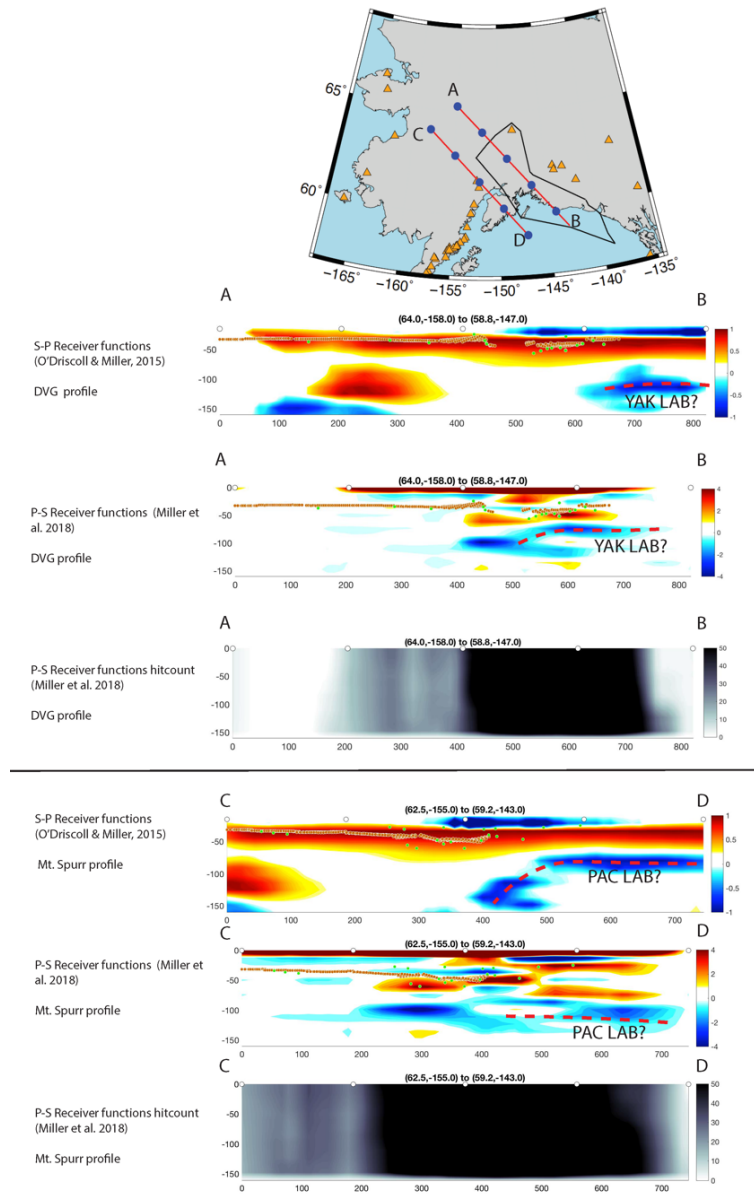 A
65°
C
60°
B
D
−165°
−160°
−155°
−150°
−145°
−140°
−135°
A
B
(64.0,-158.0) to (58.8,-147.0)
S-P Receiver functions
(O'Driscoll & Miller, 2015)
DVG profile
-50
-100
-150
YAK LAB?
1
0.5
0
-0.5
-1
0 100 200 300 400 500 600 700 800
A
B
(64.0,-158.0) to (58.8,-147.0)
P-S Receiver functions (Miller
et al. 2018)
DVG profile
0
-50
-100
-150
YAK LAB?
4
2
0
-2
-4
0 100 200 300 400 500 600 700 800
A
B
(64.0,-158.0) to (58.8,-147.0)
P-S Receiver functions hitcount
(Miller et al. 2018)
DVG profile
0
-50
-100
-150
50
40
30
20
10
0
0 100 200 300 400 500 600 700 800
C
D
(62.5,-155.0) to (59.2,-143.0)
S-P Receiver functions
(O'Driscoll & Miller, 2015)
Mt. Spurr profile
-50
-100
-150
PAC LAB?
1
0.5
0
-0.5
-1
0 100 200 300 400 500 600 700
C
D
(62.5,-155.0) to (59.2,-143.0)
P-S Receiver functions (Miller
et al. 2018)
Mt. Spurr profile
0
-50
-100
-150
PAC LAB?
4
2
0
-2
-4
0 100 200 300 400 500 600 700
C
D
(62.5,-155.0) to (59.2,-143.0)
P-S Receiver functions hitcount
(Miller et al. 2018)
Mt. Spurr profile
0
-50
-100
-150
50
40
30
20
10
0
0 100 200 300 400 500 600 700